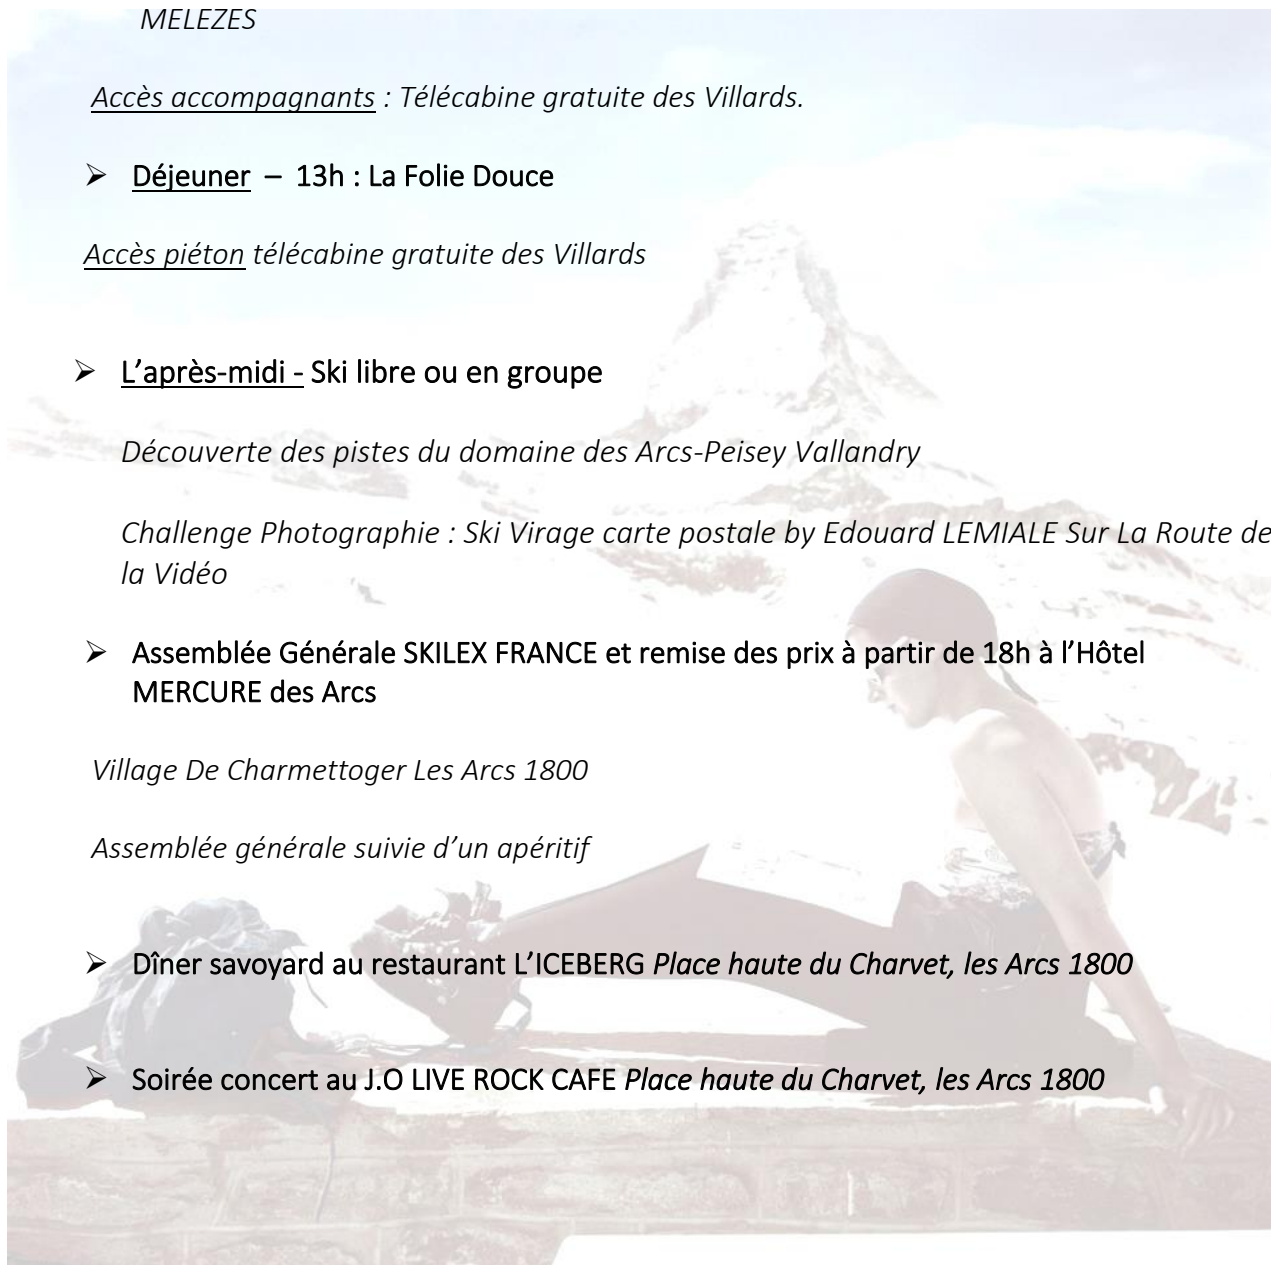 MELEZES
Accès accompagnants : Télécabine gratuite des Villards.
➢ Déjeuner – 13h : La Folie Douce
Accès piéton télécabine gratuite des Villards
➢ L’après-midi - Ski libre ou en groupe
Découverte des pistes du domaine des Arcs-Peisey Vallandry
Challenge Photographie : Ski Virage carte postale by Edouard LEMIALE Sur La Route de
la Vidéo
➢ Assemblée Générale SKILEX FRANCE et remise des prix à partir de 18h à l’Hôtel
MERCURE des Arcs
Village De Charmettoger Les Arcs 1800
Assemblée générale suivie d’un apéritif
➢ Dîner savoyard au restaurant L’ICEBERG Place haute du Charvet, les Arcs 1800
➢ Soirée concert au J.O LIVE ROCK CAFE Place haute du Charvet, les Arcs 1800